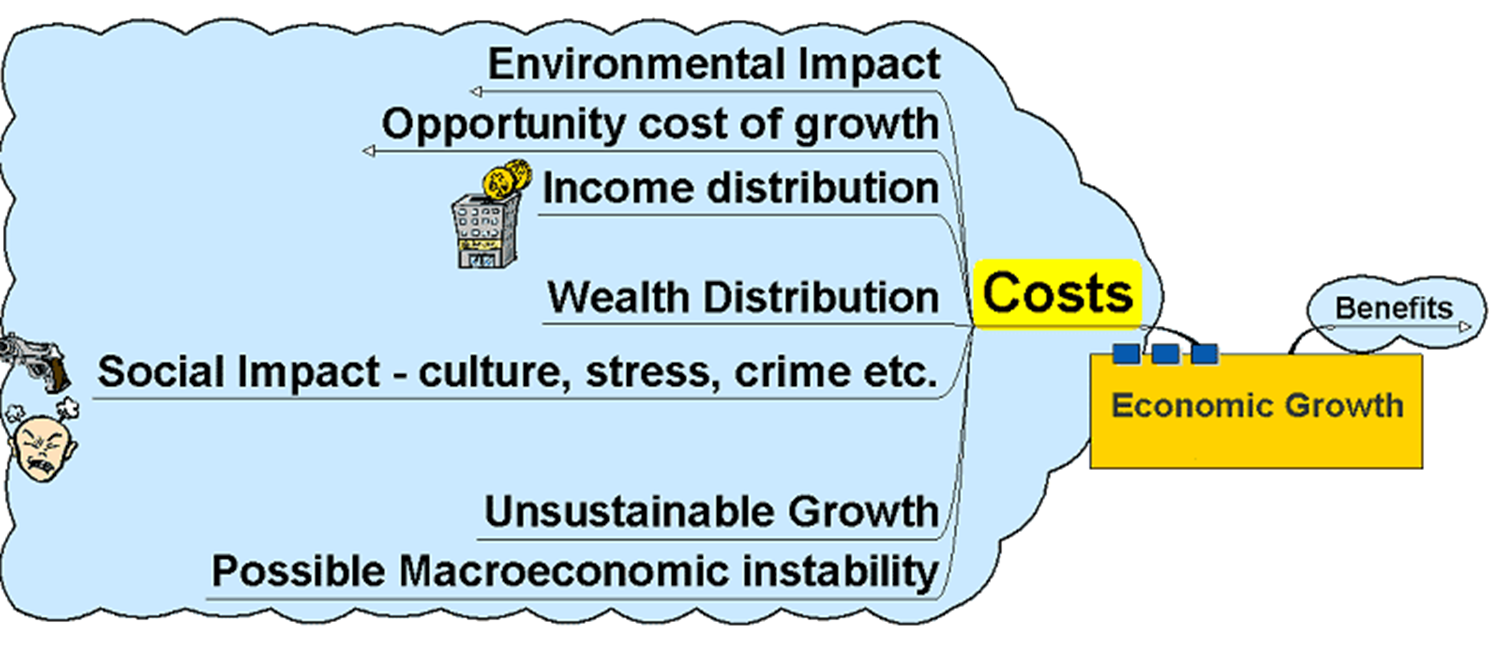 Environmental Impact
Opportunity cost of growth
Income distribution
Wealth Distribution
Social Impact - culture, stress, crime etc.
Unsustainable Growth
Possible Macroeconomic instability
Costs
Benefits
Economic Growth